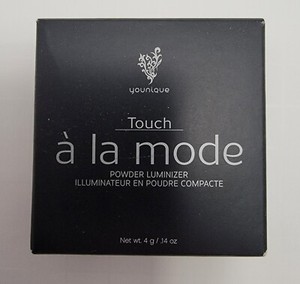 younique
Touch
à la mode
POWDER LUMINIZER
ILLUMINATEUR EN POUDRE COMPACTE
Net wt. 4 g / .14 oz